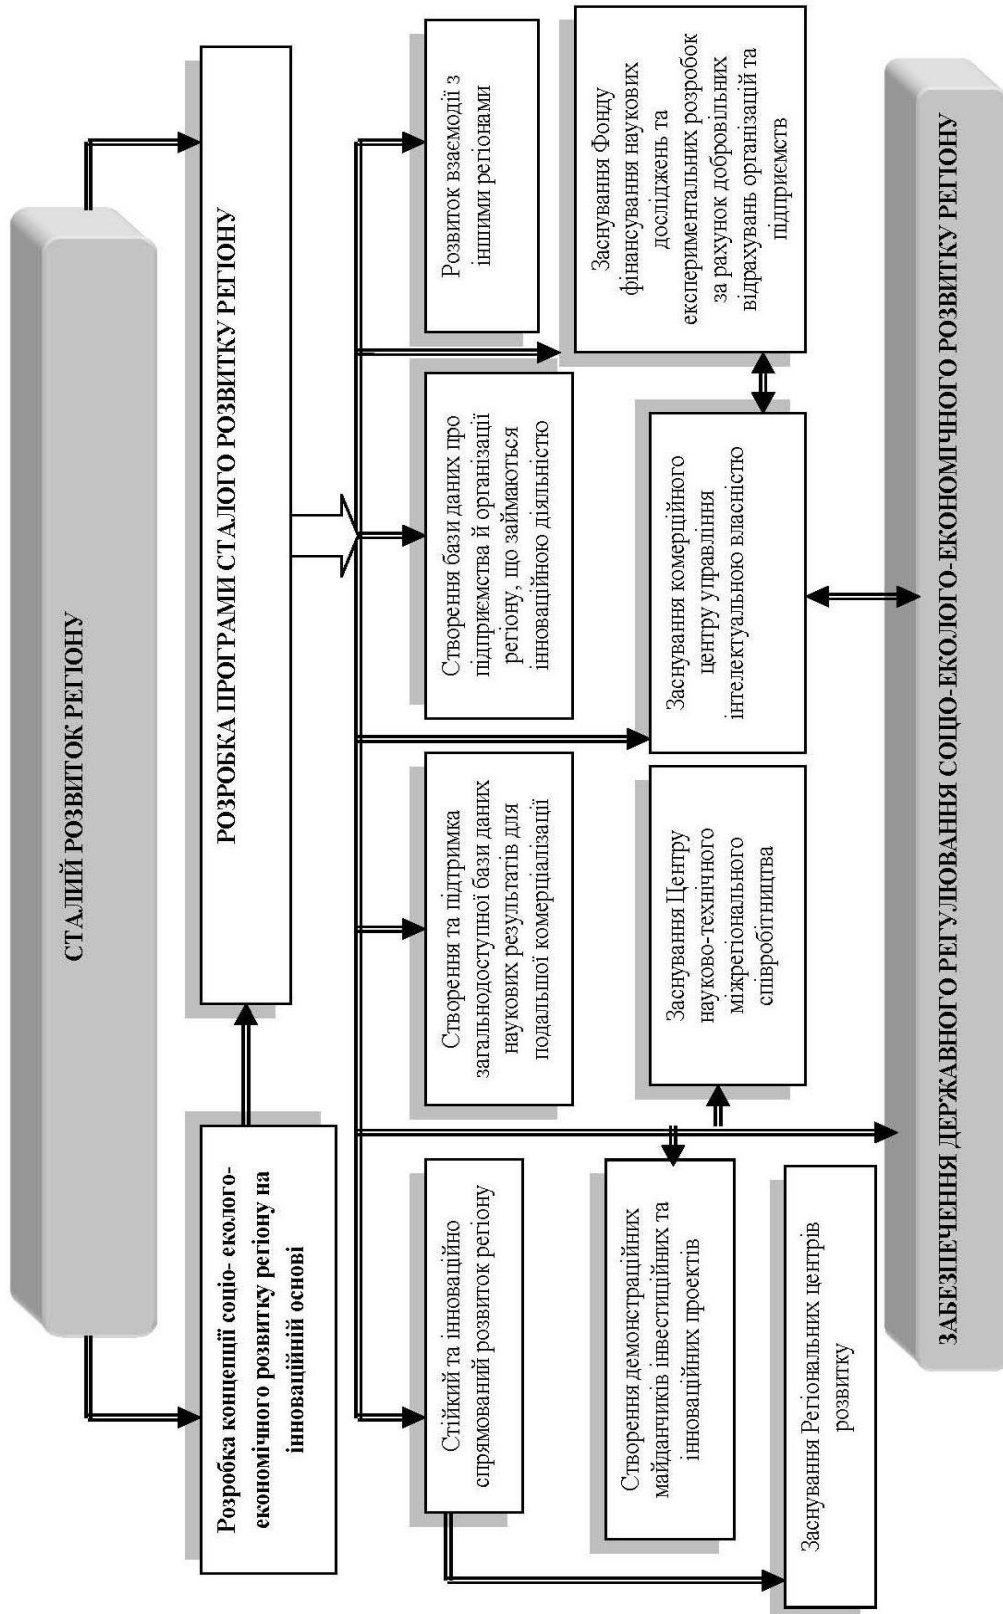 СТАЛИЙ РОЗВИТОК РЕГІОНУ
Розробка концепції соціо- еколого-
економічного розвитку регіону на
інноваційній основі
РОЗРОБКА ПРОГРАМИ СТАЛОГО РОЗВИТКУ РЕГІОНУ
Стійкий та інноваційно
спрямований розвиток регіону
Створення та підтримка
загальнодоступної бази даних
наукових результатів для
подальшої комерціалізації
Створення бази даних про
підприємства й організації
регіону, що займаються
інноваційною діяльністю
Розвиток взаємодії з
іншими регіонами
Створення демонстраційних
майданчиків інвестиційних та
інноваційних проектів
Заснування Центру
науково-технічного
міжрегіонального
співробітництва
Заснування комерційного
центру управління
інтелектуальною власністю
Заснування Фонду
фінансування наукових
досліджень та
експериментальних розробок
за рахунок добровільних
відрахувань організацій та
підприємств
Заснування Регіональних центрів
розвитку
ЗАБЕЗПЕЧЕННЯ ДЕРЖАВНОГО РЕГУЛЮВАННЯ СОЦІО-ЕКОЛОГО-ЕКОНОМІЧНОГО РОЗВИТКУ РЕГІОНУ